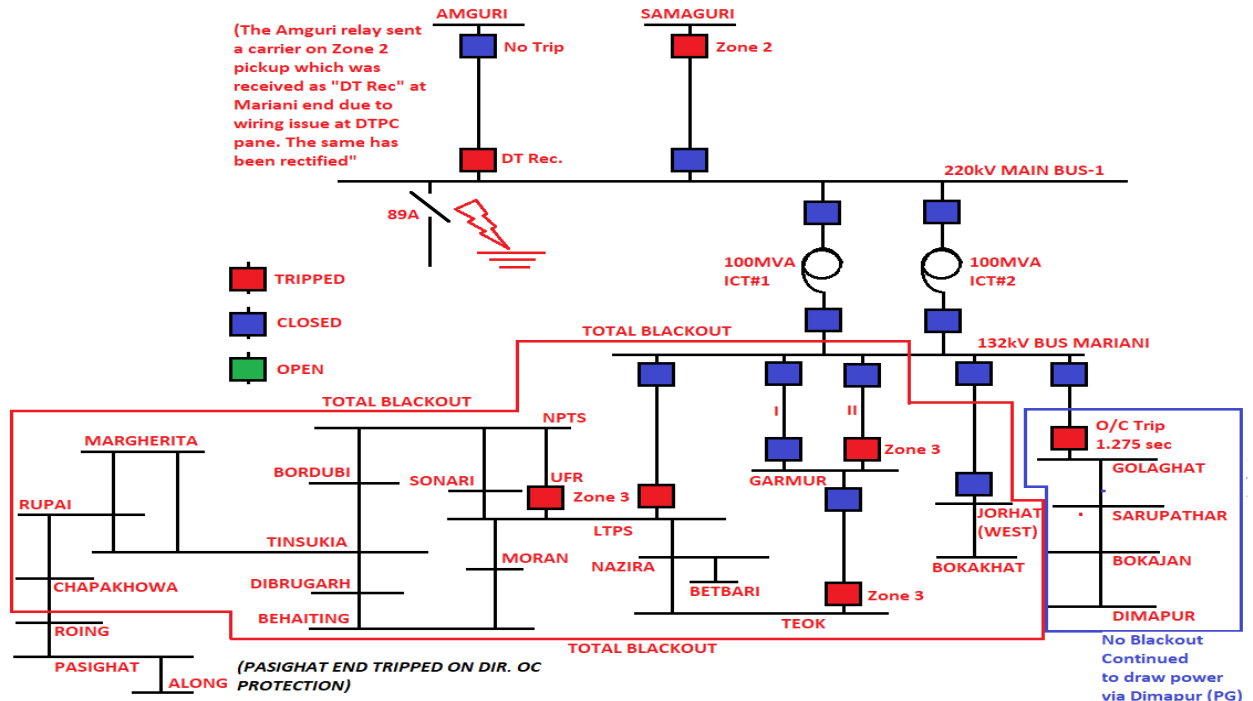 AMGURI
SAMAGURI
(The Amguri relay sent
a carrier on Zone 2
pickup which was
received as "DT Rec" at
Mariani end due to
wiring issue at DTPC
pane. The same has
been rectified"
No Trip
Zone 2
DT Rec.
220kV MAIN BUS-1
89A
100MVA
ICT#1
100MVA
ICT#2
TRIPPED
CLOSED
OPEN
TOTAL BLACKOUT
132kV BUS MARIANI
TOTAL BLACKOUT
NPTS
I
II
O/C Trip
1.275 sec
MARGHERITA
BORDUBI
SONARI
UFR
Zone 3
Zone 3
GARMUR
GOLAGHAT
RUPAI
LTPS
JORHAT
(WEST)
SARUPATHAR
TINSUKIA
MORAN
NAZIRA
BOKAKHAT
BOKAJAN
CHAPAKHOWA
DIBRUGARH
BETBARI
Zone 3
BEHAITING
TEOK
DIMAPUR
ROING
TOTAL BLACKOUT
No Blackout
Continued
to draw power
via Dimapur (PG)
PASIGHAT
(PASIGHAT END TRIPPED ON DIR. OC
PROTECTION)
ALONG